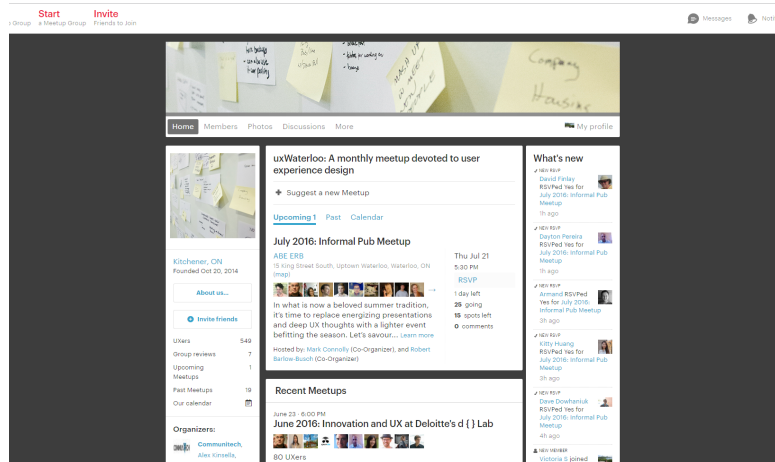 Start
Invite
Group
x Meetup Group
Friends to Join
Messages
Company
Housing
Home
Members
Photos
Discussions
More
My profile
uxWaterloo: A monthly meetup devoted to user
experience design
Suggest a new Meetup
Upcoming 1
Past
Calendar
July 2016: Informal Pub Meetup
ABE ERB
15 King Street South, Uptown Waterloo, Waterloo, ON
(map)
In what is now a beloved summer tradition,
it's time to replace energizing presentations
and deep UX thoughts with a lighter event
befitting the season. Let's savour... Learn more
Hosted by: Mark Connolly (Co-Organizer), and Robert
Barlow-Busch (Co-Organizer)
Thu Jul 21
5:30 PM
RSVP
1 day left
25 going
15 spots left
0 comments
Recent Meetups
June 23 · 6:00 PM
June 2016: Innovation and UX at Deloitte's d { } Lab
80 UXers
Kitchener, ON
Founded Oct 20, 2014
About us...
Invite friends
UXers 549
Group reviews 7
Upcoming 1
Meetups
Past Meetups 19
Our calendar
Organizers:
Communitech,
Alex Kinsella,
What's new
NEW RSVP
David Finlay
RSVPed Yes for
July 2016: Informal Pub
Meetup
1h ago
NEW RSVP
Dayton Pereira
RSVPed Yes for
July 2016: Informal Pub
Meetup
1h ago
NEW RSVP
Armand RSVPed
Yes for July 2016:
Informal Pub Meetup
3h ago
NEW RSVP
Kitty Huang
RSVPed Yes for
July 2016: Informal Pub
Meetup
3h ago
NEW RSVP
Dave Dowhaniuk
RSVPed Yes for
July 2016: Informal Pub
Meetup
4h ago
NEW MEMBER
Victoria S joined